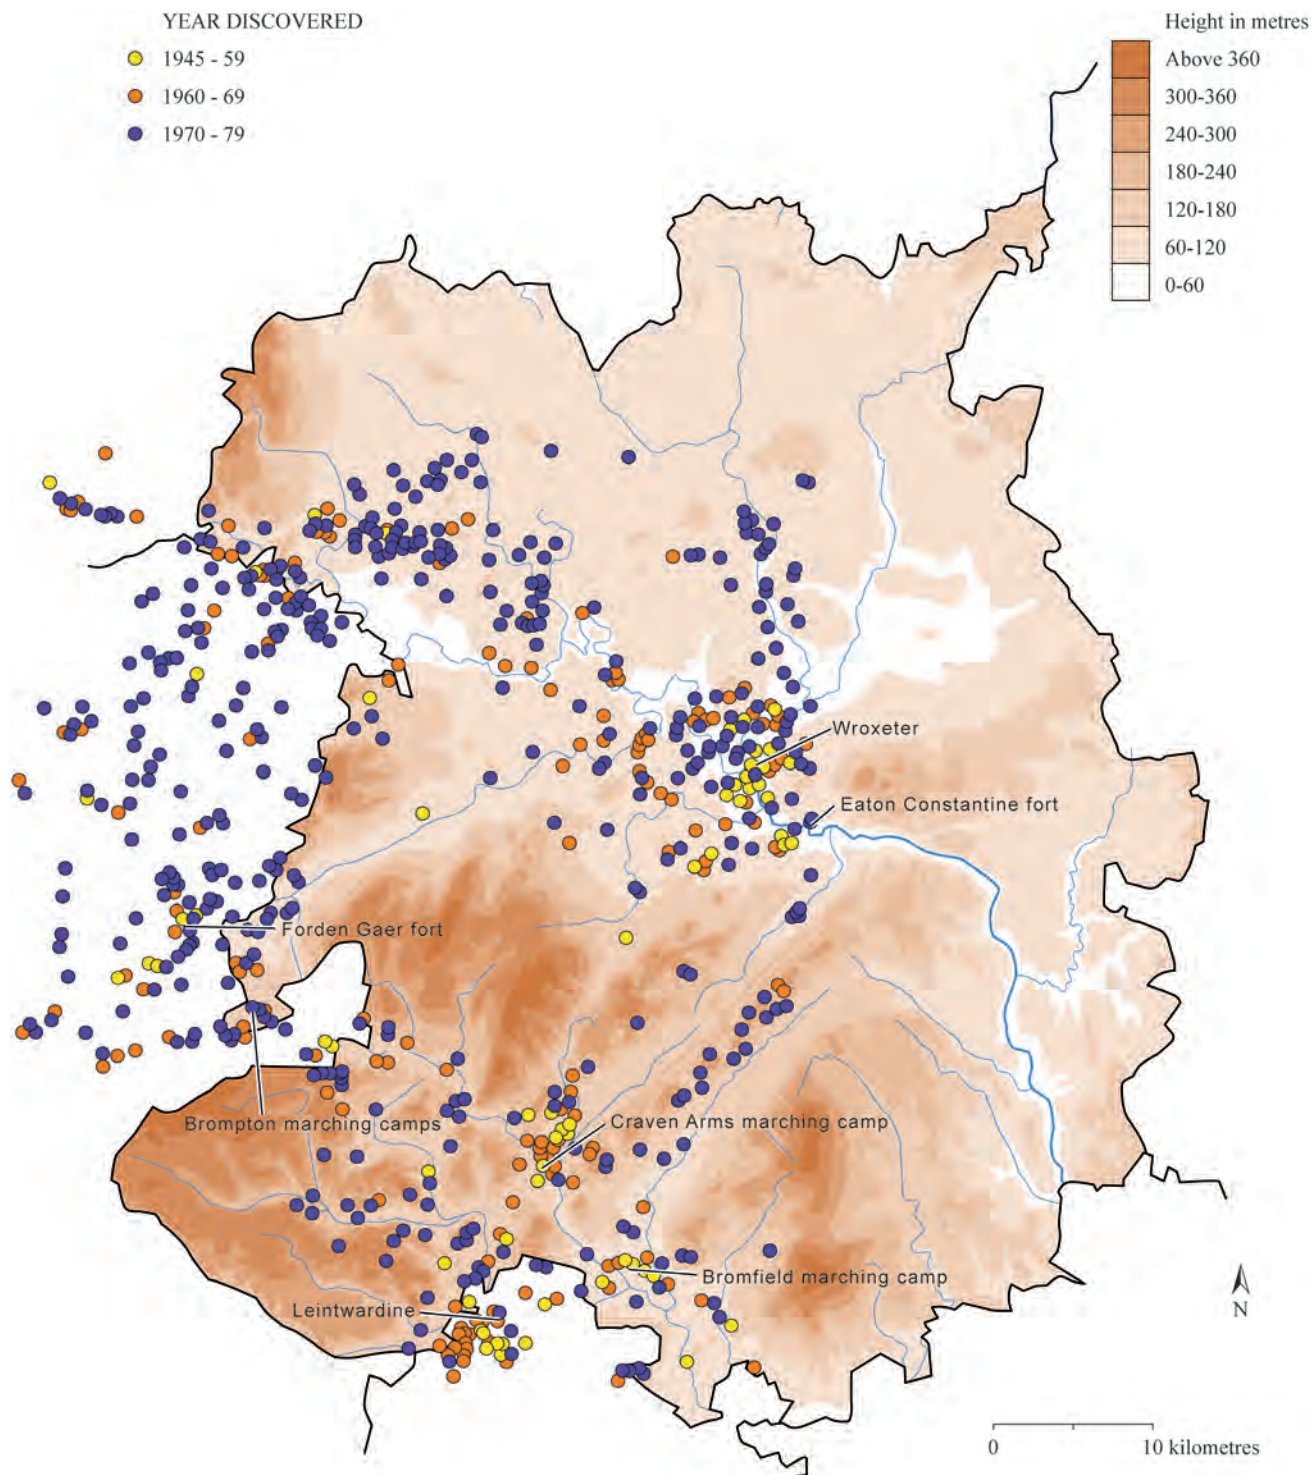 YEAR DISCOVERED
1945 - 59
1960 - 69
1970 - 79
Height in metres
Above 360
300-360
240-300
180-240
120-180
60-120
0-60
Wroxeter
Eaton Constantine fort
Forden Gaer fort
Brompton marching camps
Craven Arms marching camp
Bromfield marching camp
Leintwardine
N
0 10 kilometres